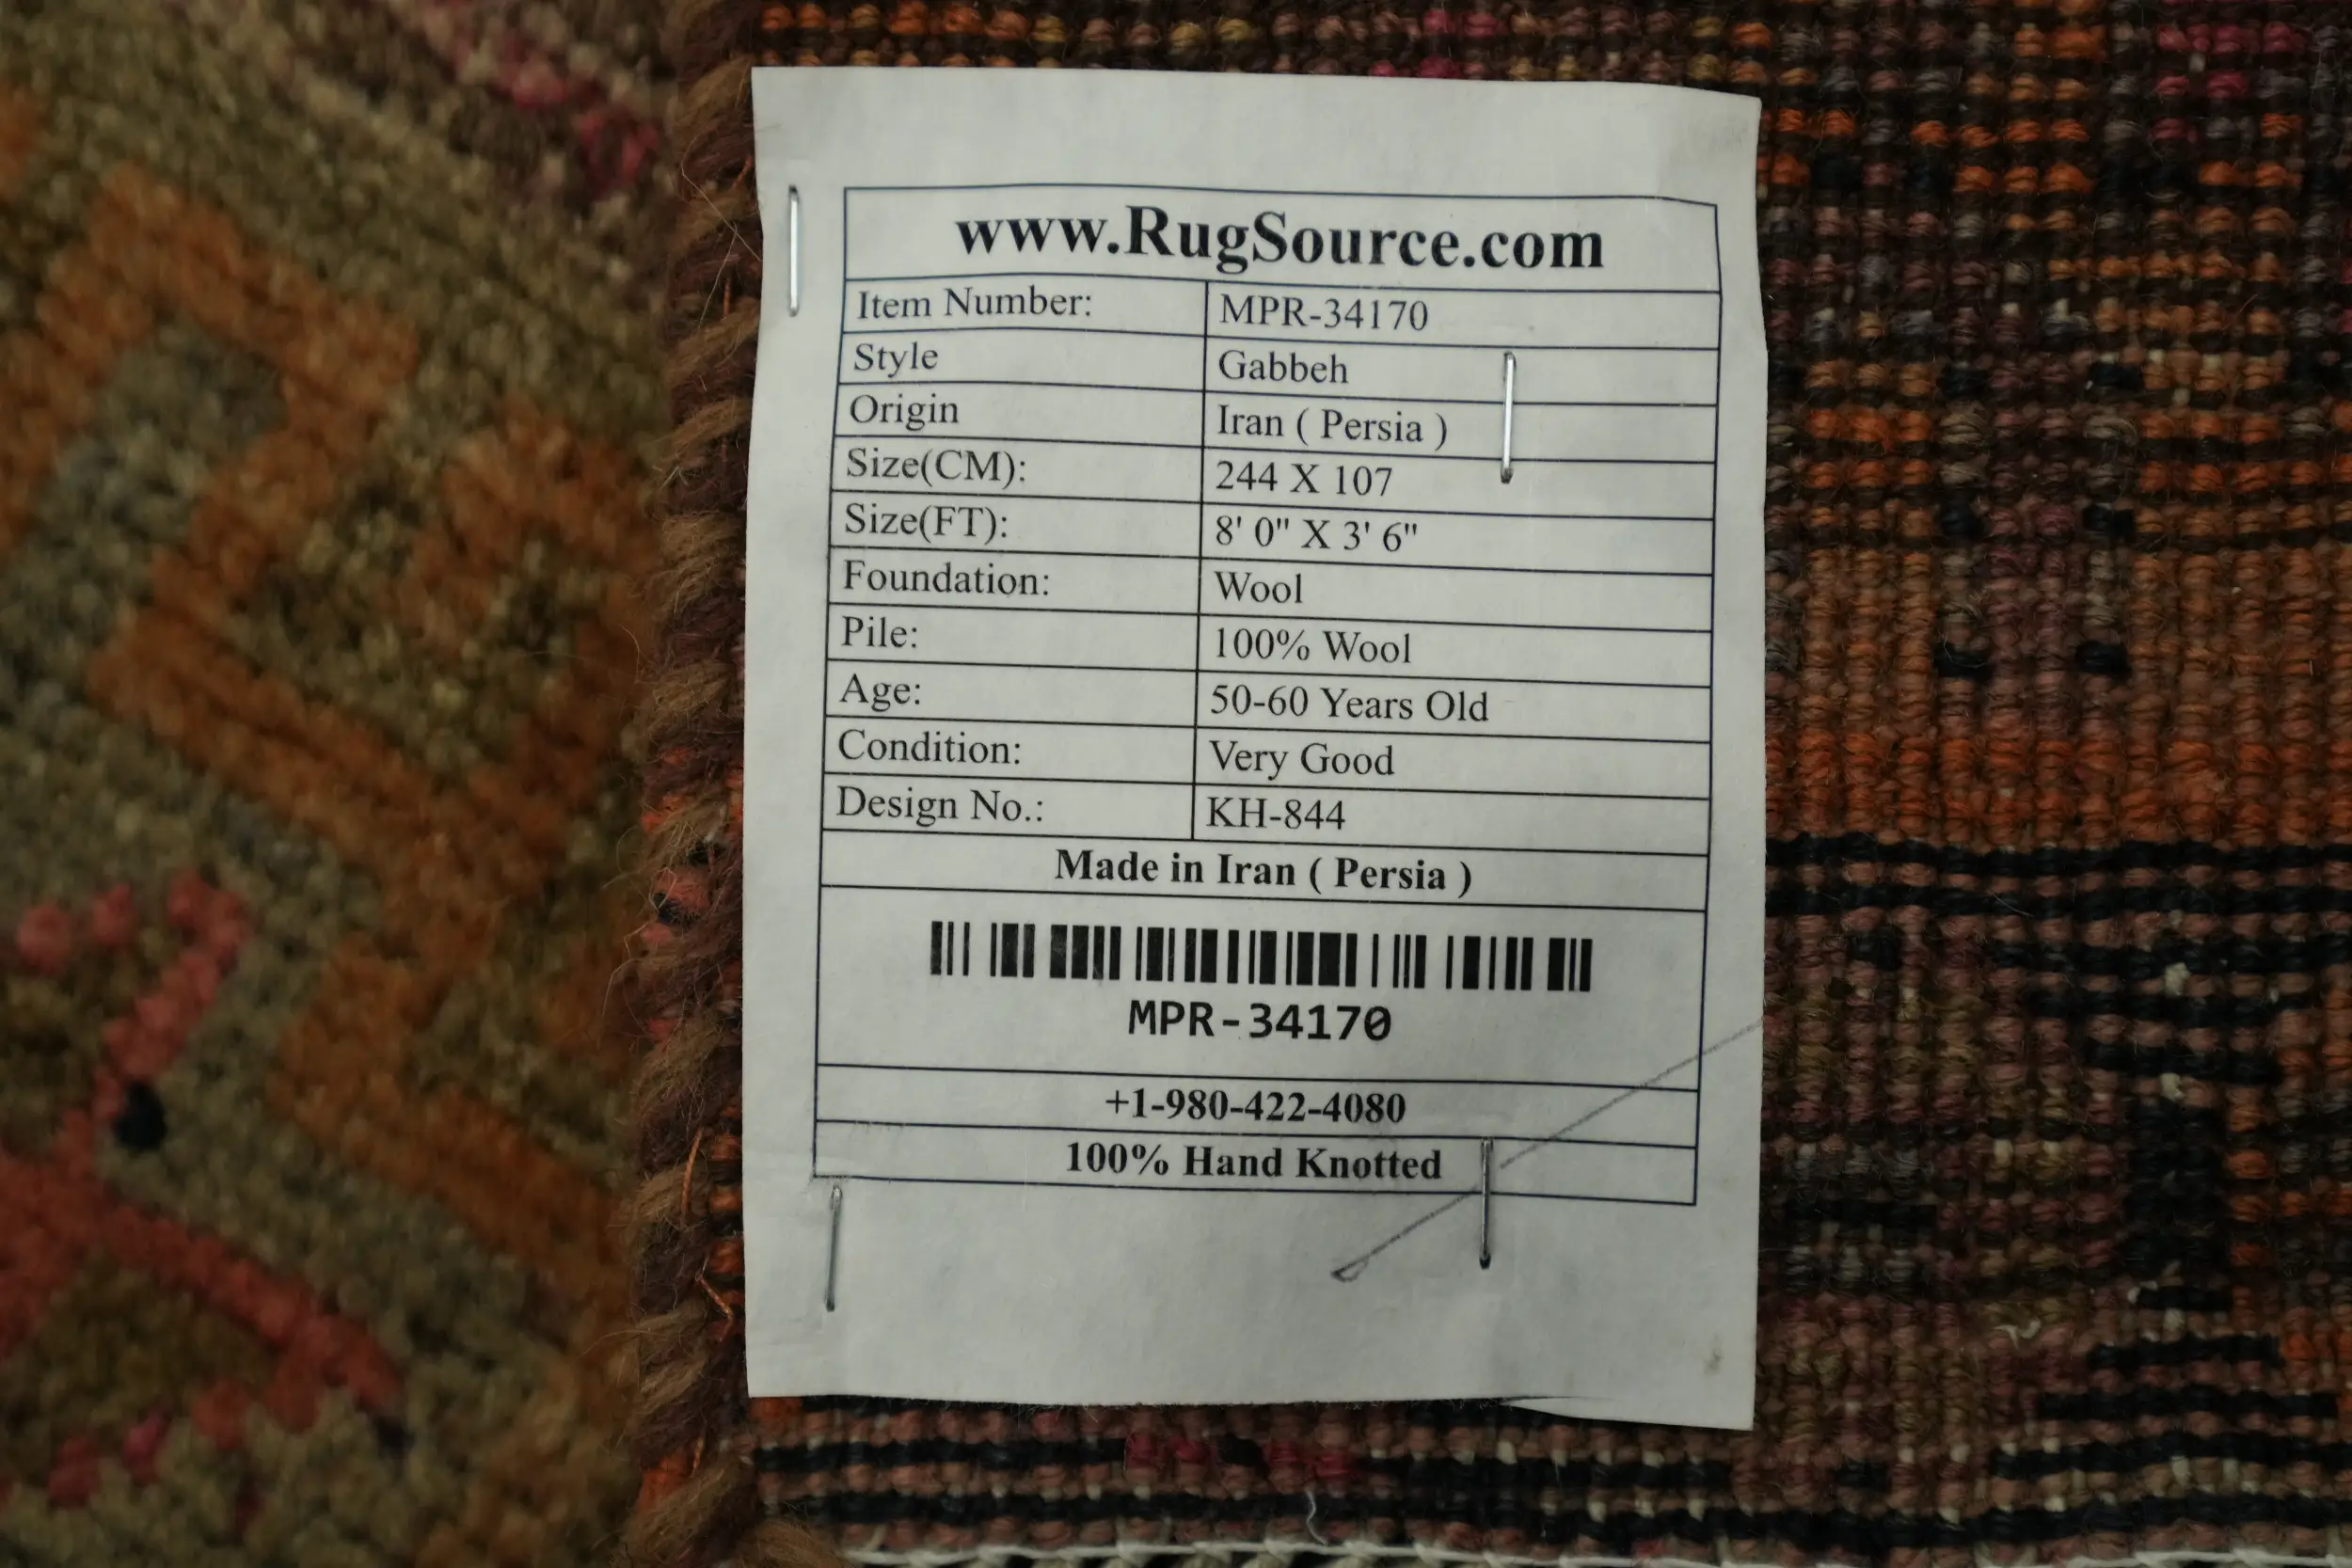 www.RugSource.com
Item Number: MPR-34170
Style Gabbeh
Origin Iran ( Persia )
Size(CM): 244 X 107
Size(FT): 8' 0" X 3' 6"
Foundation: Wool
Pile: 100% Wool
Age: 50-60 Years Old
Condition: Very Good
Design No.: KH-844
Made in Iran ( Persia )
MPR-34170
+1-980-422-4080
100% Hand Knotted